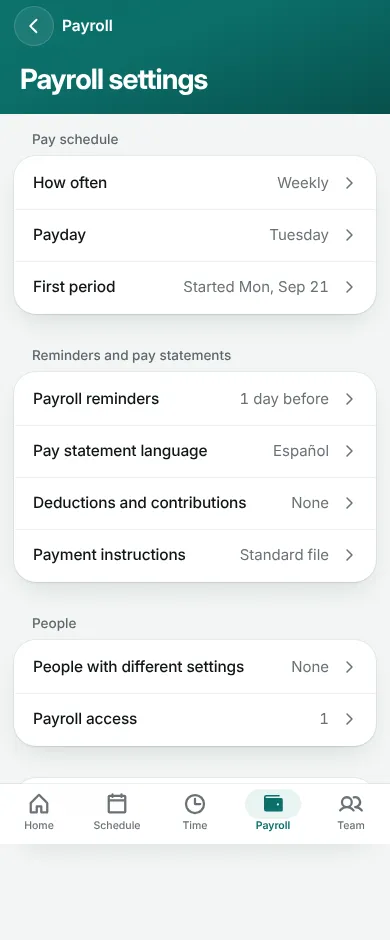 Payroll
Payroll settings
Pay schedule
How often Weekly
Payday Tuesday
First period Started Mon, Sep 21
Reminders and pay statements
Payroll reminders 1 day before
Pay statement language Español
Deductions and contributions None
Payment instructions Standard file
People
People with different settings None
Payroll access 1
Home Schedule Time Payroll Team